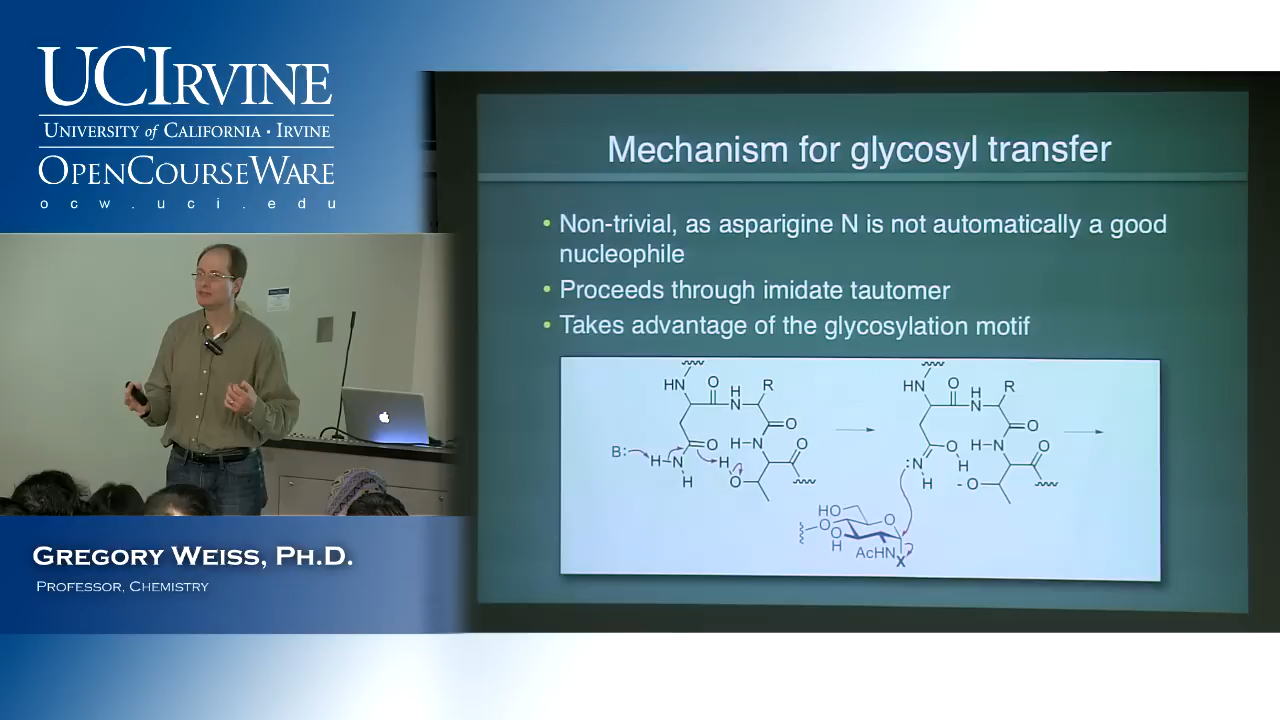 UCIRVINE
UNIVERSITY of CALIFORNIA · IRVINE
OPENCOURSEWARE
ocw.uci.edu
Mechanism for glycosyl transfer
• Non-trivial, as asparigine N is not automatically a good
nucleophile
• Proceeds through imidate tautomer
• Takes advantage of the glycosylation motif
HN O H N R O
B: H N H O H N O H O
HN O H N R O
:N H O H H N O - O
HO O O O H AcHN X
GREGORY WEISS, PH.D.
PROFESSOR, CHEMISTRY